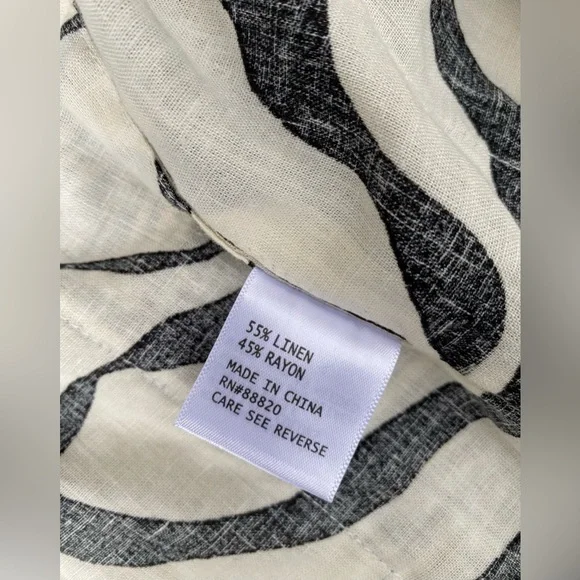 55% LINEN
45% RAYON
MADE IN CHINA
RN#88820
CARE SEE REVERSE